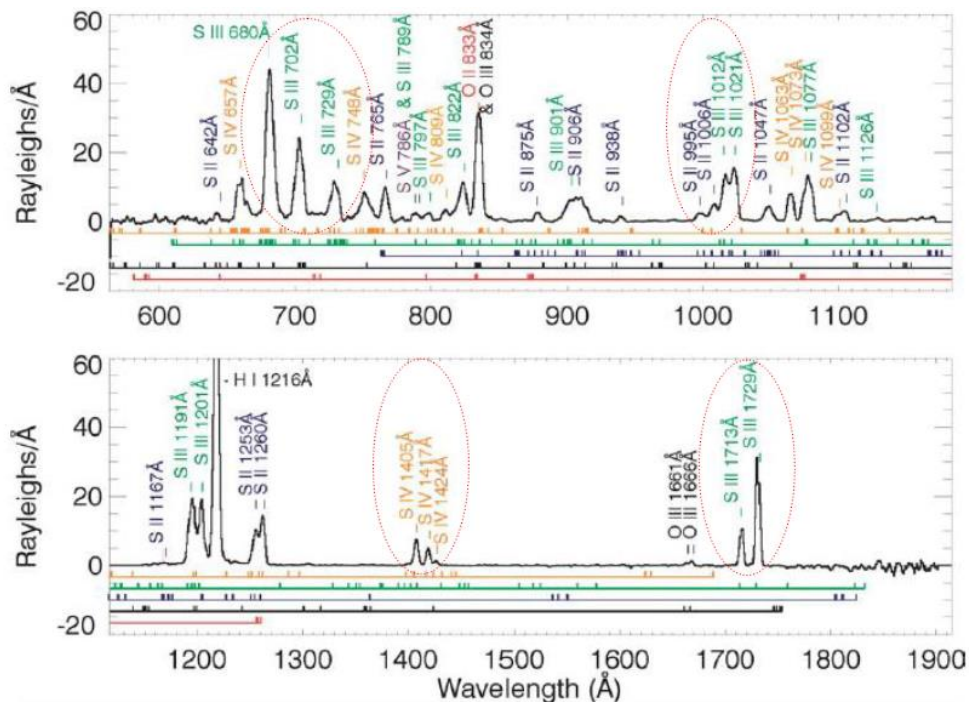 60
40
20
0
-20
Rayleighs/Å
S II 642Å
S IV 657Å
S III 680Å
S III 702Å
S III 729Å
S IV 748Å
S II 765Å
S V 786Å & S III 789Å
S III 797Å
S IV 809Å
S III 822Å
O II 833Å
& O III 834Å
S II 875Å
S III 901Å
S II 906Å
S II 938Å
S II 995Å
S II 1006Å
S III 1012Å
S III 1021Å
S II 1047Å
S IV 1063Å
S IV 1073Å
S III 1077Å
S IV 1099Å
S II 1102Å
S III 1126Å
600 700 800 900 1000 1100
60
40
20
0
-20
Rayleighs/Å
S II 1167Å
S III 1191Å
S III 1201Å
- H I 1216Å
S II 1253Å
S II 1260Å
S IV 1405Å
S IV 1417Å
S IV 1424Å
O III 1661Å
O III 1666Å
S III 1713Å
S III 1729Å
1200 1300 1400 1500 1600 1700 1800 1900
Wavelength (Å)